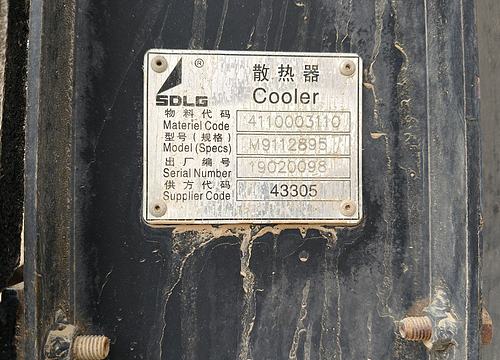 ®
散热器
SDLG
Cooler
物料代码
Materiel Code
4110003110
型号(规格)
Model (Specs)
M9112895
出厂编号
Serial Number
19020098
供方代码
Supplier Code
43305